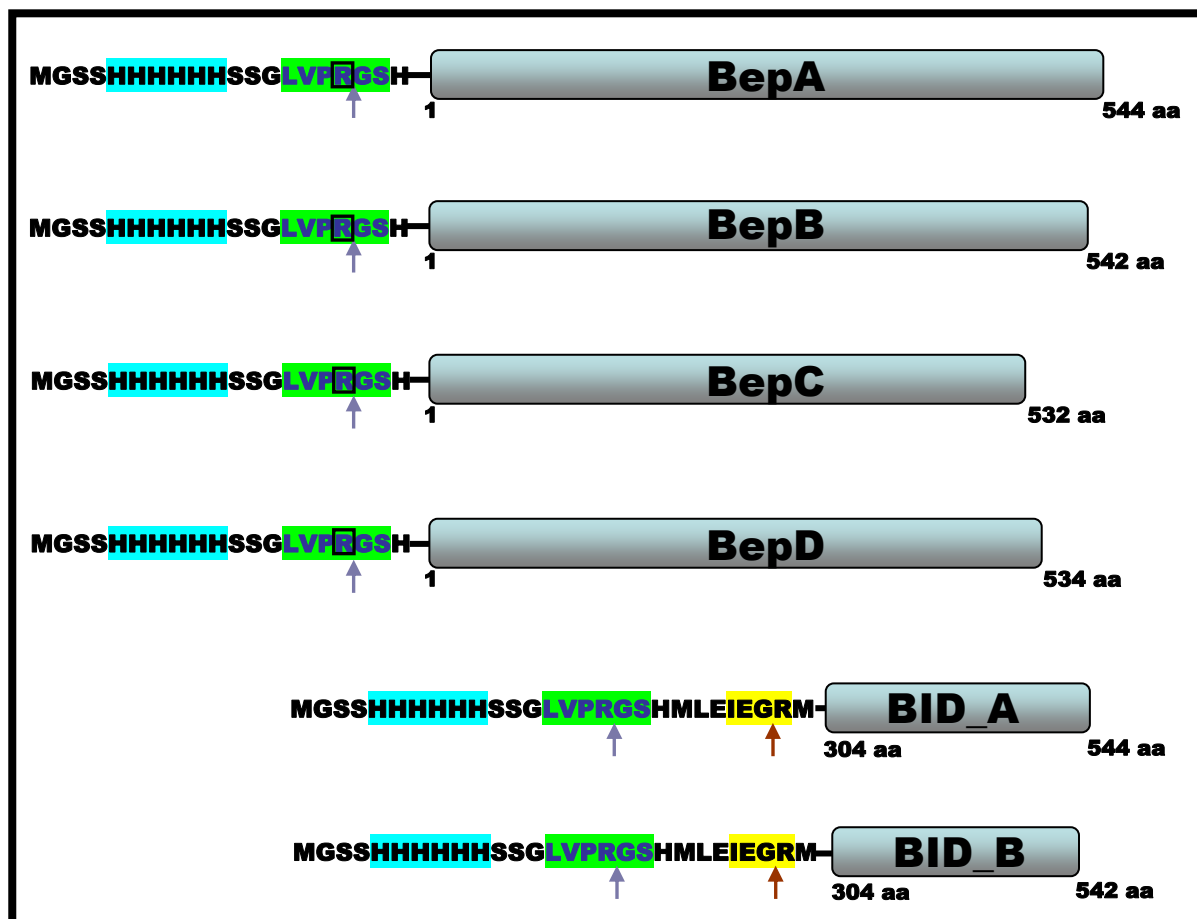 MGSSHHHHHHSSGLVPRGSH BepA
1 544 aa
MGSSHHHHHHSSGLVPRGSH BepB
1 542 aa
MGSSHHHHHHSSGLVPRGSH BepC
1 532 aa
MGSSHHHHHHSSGLVPRGSH BepD
1 534 aa
MGSSHHHHHHSSGLVPRGSHMLEIEGRM BID_A
304 aa 544 aa
MGSSHHHHHHSSGLVPRGSHMLEIEGRM BID_B
304 aa 542 aa